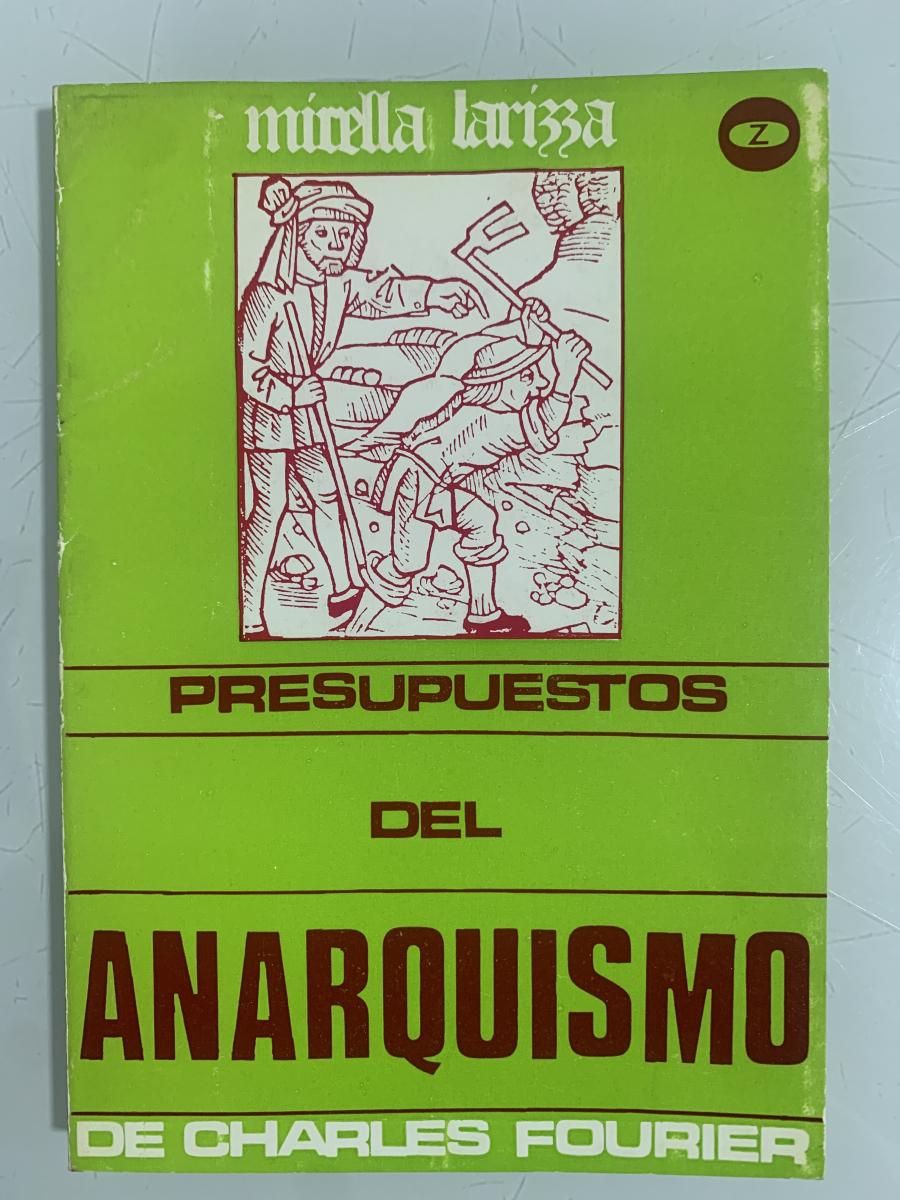 mirella larizza
Z
PRESUPUESTOS
DEL
ANARQUISMO
DE CHARLES FOURIER